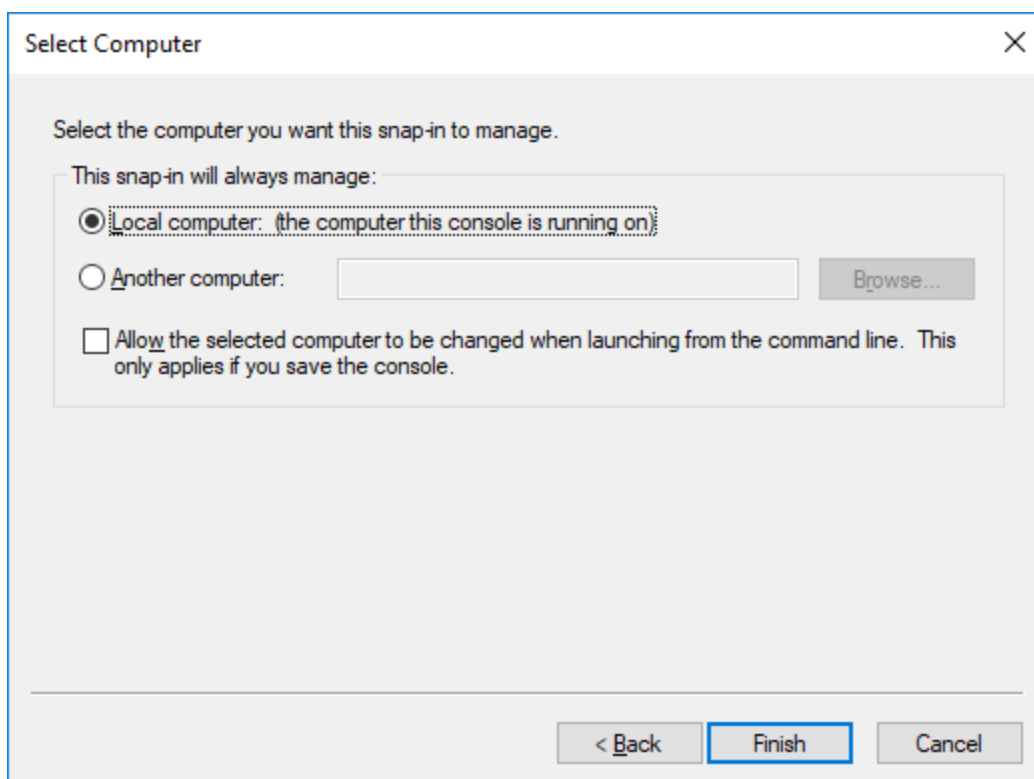 Select Computer
Select the computer you want this snap-in to manage.
This snap-in will always manage:
Local computer: (the computer this console is running on)
Another computer:
Browse...
Allow the selected computer to be changed when launching from the command line. This
only applies if you save the console.
< Back
Finish
Cancel